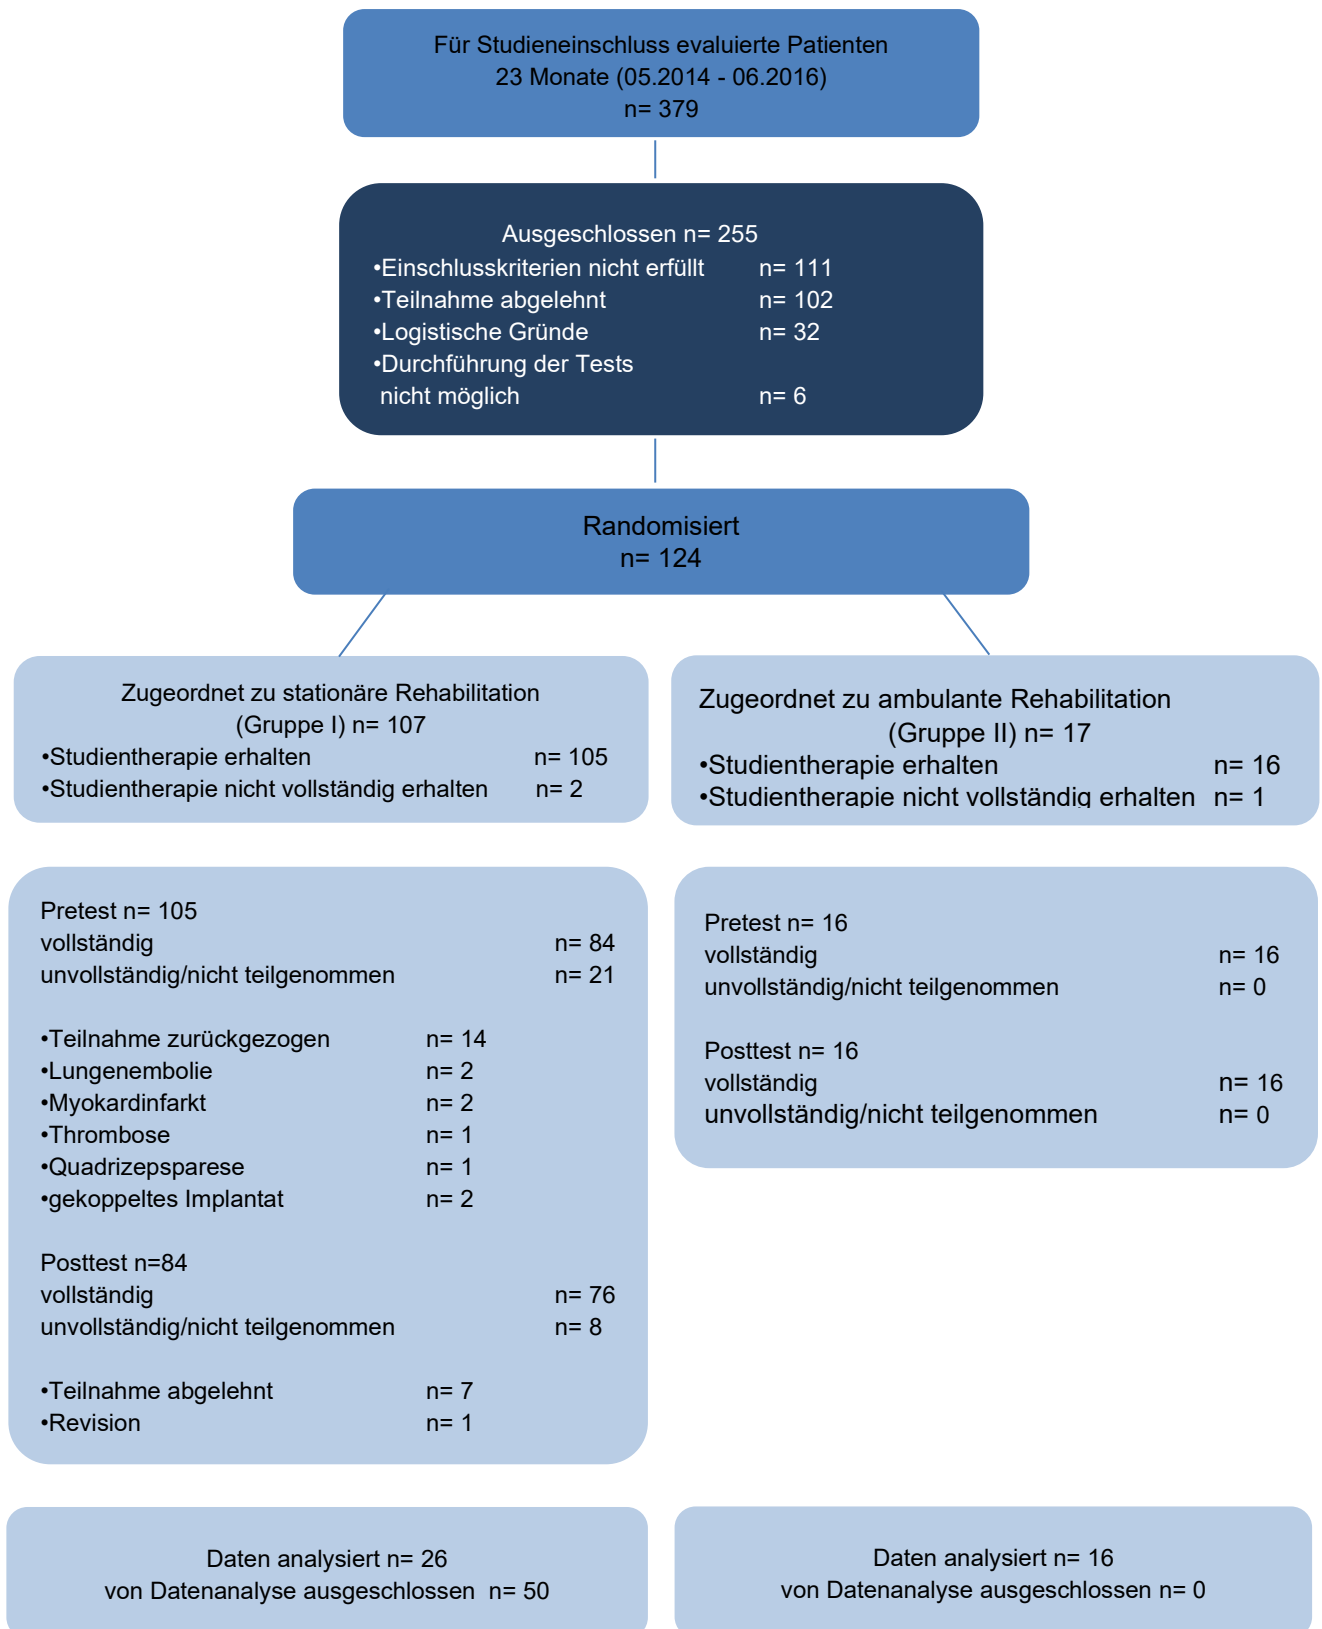 Für Studieneinschluss evaluierte Patienten
23 Monate (05.2014 - 06.2016)
n= 379
Ausgeschlossen n= 255
•Einschlusskriterien nicht erfüllt n= 111
•Teilnahme abgelehnt n= 102
•Logistische Gründe n= 32
•Durchführung der Tests
nicht möglich n= 6
Randomisiert
n= 124
Zugeordnet zu stationäre Rehabilitation
(Gruppe I) n= 107
•Studientherapie erhalten n= 105
•Studientherapie nicht vollständig erhalten n= 2
Zugeordnet zu ambulante Rehabilitation
(Gruppe II) n= 17
•Studientherapie erhalten n= 16
•Studientherapie nicht vollständig erhalten n= 1
Pretest n= 105
vollständig n= 84
unvollständig/nicht teilgenommen n= 21
•Teilnahme zurückgezogen n= 14
•Lungenembolie n= 2
•Myokardinfarkt n= 2
•Thrombose n= 1
•Quadrizepsparese n= 1
•gekoppeltes Implantat n= 2
Posttest n=84
vollständig n= 76
unvollständig/nicht teilgenommen n= 8
•Teilnahme abgelehnt n= 7
•Revision n= 1
Pretest n= 16
vollständig n= 16
unvollständig/nicht teilgenommen n= 0
Posttest n= 16
vollständig n= 16
unvollständig/nicht teilgenommen n= 0
Daten analysiert n= 26
von Datenanalyse ausgeschlossen n= 50
Daten analysiert n= 16
von Datenanalyse ausgeschlossen n= 0